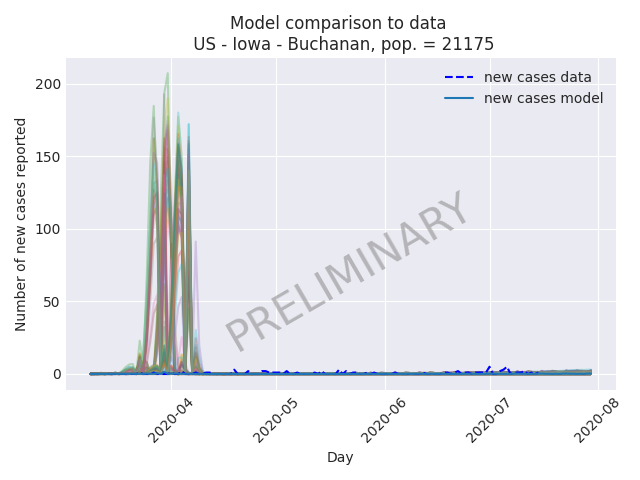 Model comparison to data
US - Iowa - Buchanan, pop. = 21175
new cases data
new cases model
Number of new cases reported
200
150
100
50
0
PRELIMINARY
2020-04
2020-05
2020-06
2020-07
2020-08
Day